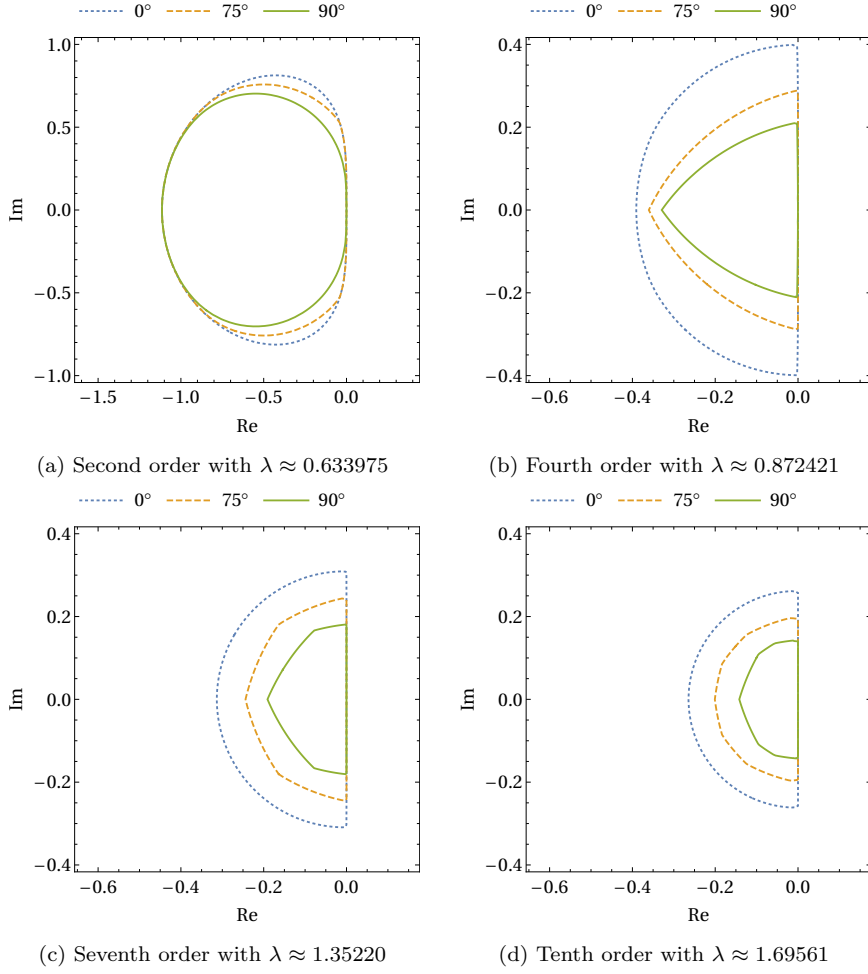 0° 75° 90°
0° 75° 90°
1.0
0.5
0.0
−0.5
−1.0
Im
−1.5 −1.0 −0.5 0.0
Re
0.4
0.2
0.0
−0.2
−0.4
Im
−0.6 −0.4 −0.2 0.0
Re
(a) Second order with λ ≈ 0.633975
(b) Fourth order with λ ≈ 0.872421
0° 75° 90°
0° 75° 90°
0.4
0.2
0.0
−0.2
−0.4
Im
−0.6 −0.4 −0.2 0.0
Re
0.4
0.2
0.0
−0.2
−0.4
Im
−0.6 −0.4 −0.2 0.0
Re
(c) Seventh order with λ ≈ 1.35220
(d) Tenth order with λ ≈ 1.69561